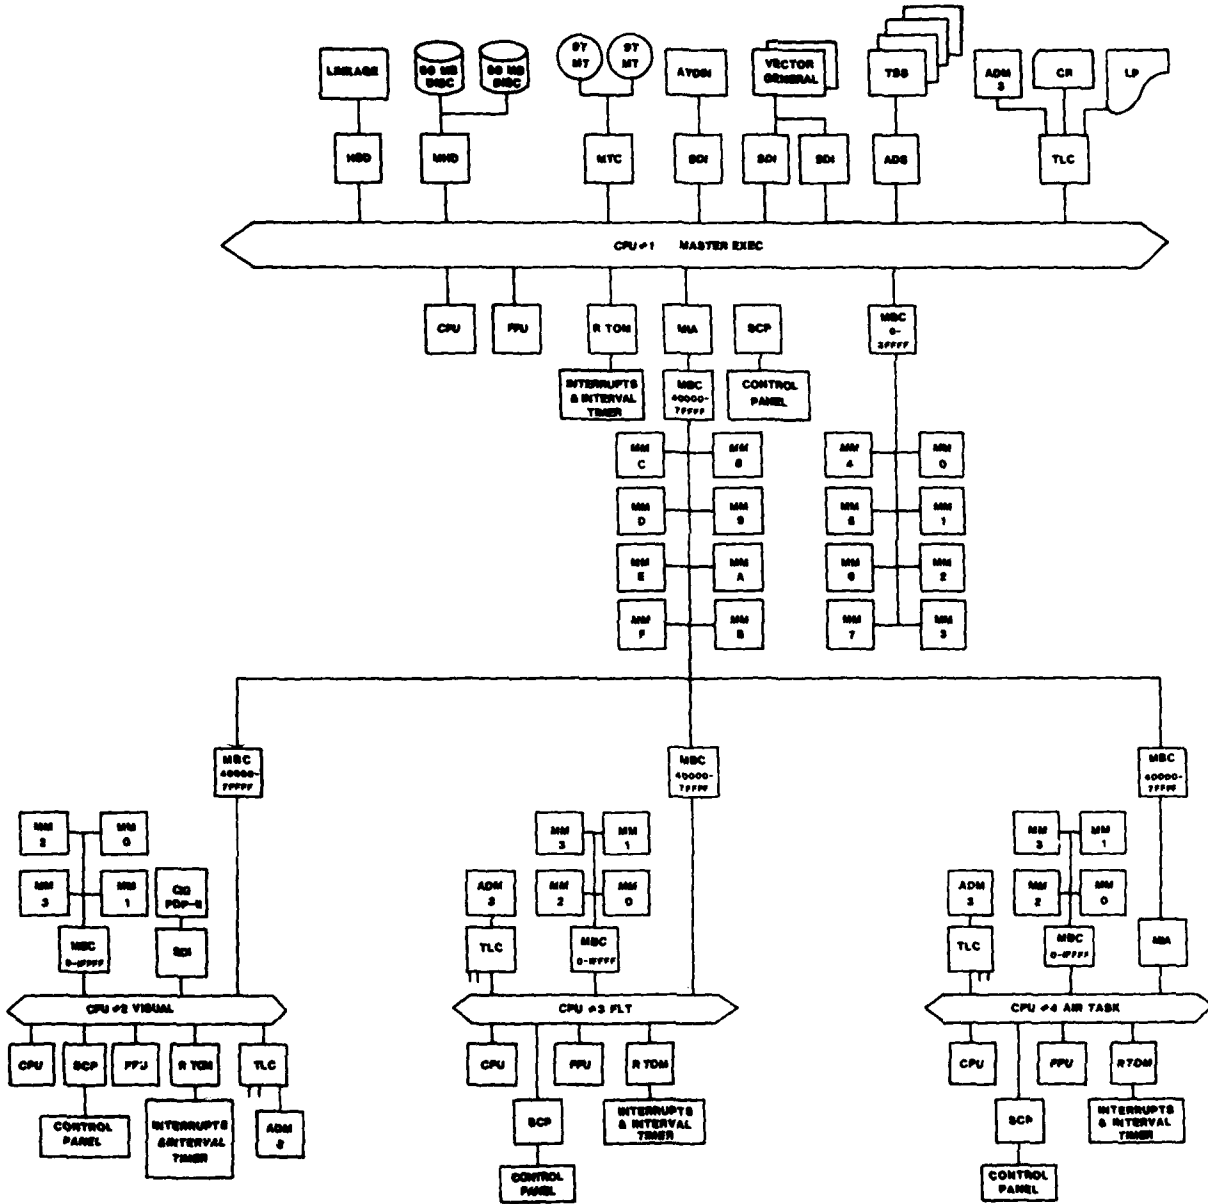 LINKAGE
80 MB
DISC
80 MB
DISC
9T
MT
9T
MT
AYDIN
VECTOR
GENERAL
TSS
ADM
3
CR
LP
HSD
MHD
MTC
SDI
SDI
SDI
ADS
TLC
CPU #1 MASTER EXEC
CPU
FPU
R TOM
MIA
SCP
MBC
0-
3FFFF
INTERRUPTS
& INTERVAL
TIMER
MBC
40000-
7FFFF
CONTROL
PANEL
MM
C
MM
8
MM
4
MM
0
MM
D
MM
9
MM
5
MM
1
MM
E
MM
A
MM
6
MM
2
MM
F
MM
B
MM
7
MM
3
MBC
40000-
7FFFF
MBC
40000-
7FFFF
MBC
40000-
7FFFF
MM
2
MM
0
MM
3
MM
1
MM
3
MM
1
MM
3
MM
1
CIG
ADM
3
MM
2
MM
0
ADM
3
MM
2
MM
0
MBC
0-1FFFF
SDI
TLC
MBC
0-1FFFF
TLC
MBC
0-1FFFF
MIA
CPU #2 VISUAL
CPU #3 FLT
CPU #4 AIR TASK
CPU
SCP
FPU
R TOM
TLC
CPU
FPU
R TOM
CPU
FPU
RTOM
CONTROL
PANEL
INTERRUPTS
& INTERVAL
TIMER
ADM
3
SCP
INTERRUPTS
& INTERVAL
TIMER
SCP
INTERRUPTS
& INTERVAL
TIMER
CONTROL
PANEL
CONTROL
PANEL